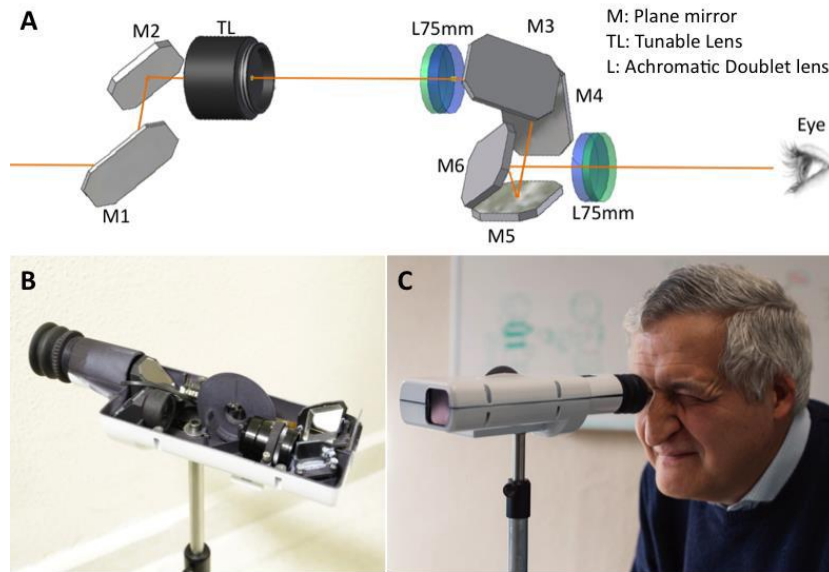 A
M2
TL
L75mm
M3
M: Plane mirror
TL: Tunable Lens
L: Achromatic Doublet lens
M4
Eye
M6
M1
M5
L75mm
B
C